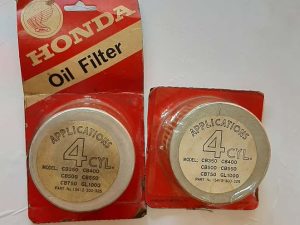 HONDA
Oil Filter
APPLICATIONS
4
CYL.
MODEL: CB350 CB400
CB500 CB550
CB750 GL1000
APPLICATIONS
4
CYL.
MODEL: CB350 CB400
CB500 CB550
CB750 GL1000